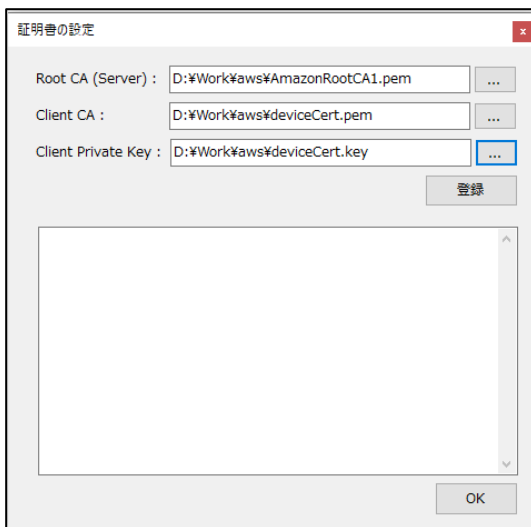 証明書の設定
x
Root CA (Server) : D:¥Work¥aws¥AmazonRootCA1.pem ...
Client CA : D:¥Work¥aws¥deviceCert.pem ...
Client Private Key : D:¥Work¥aws¥deviceCert.key ...
登録
OK